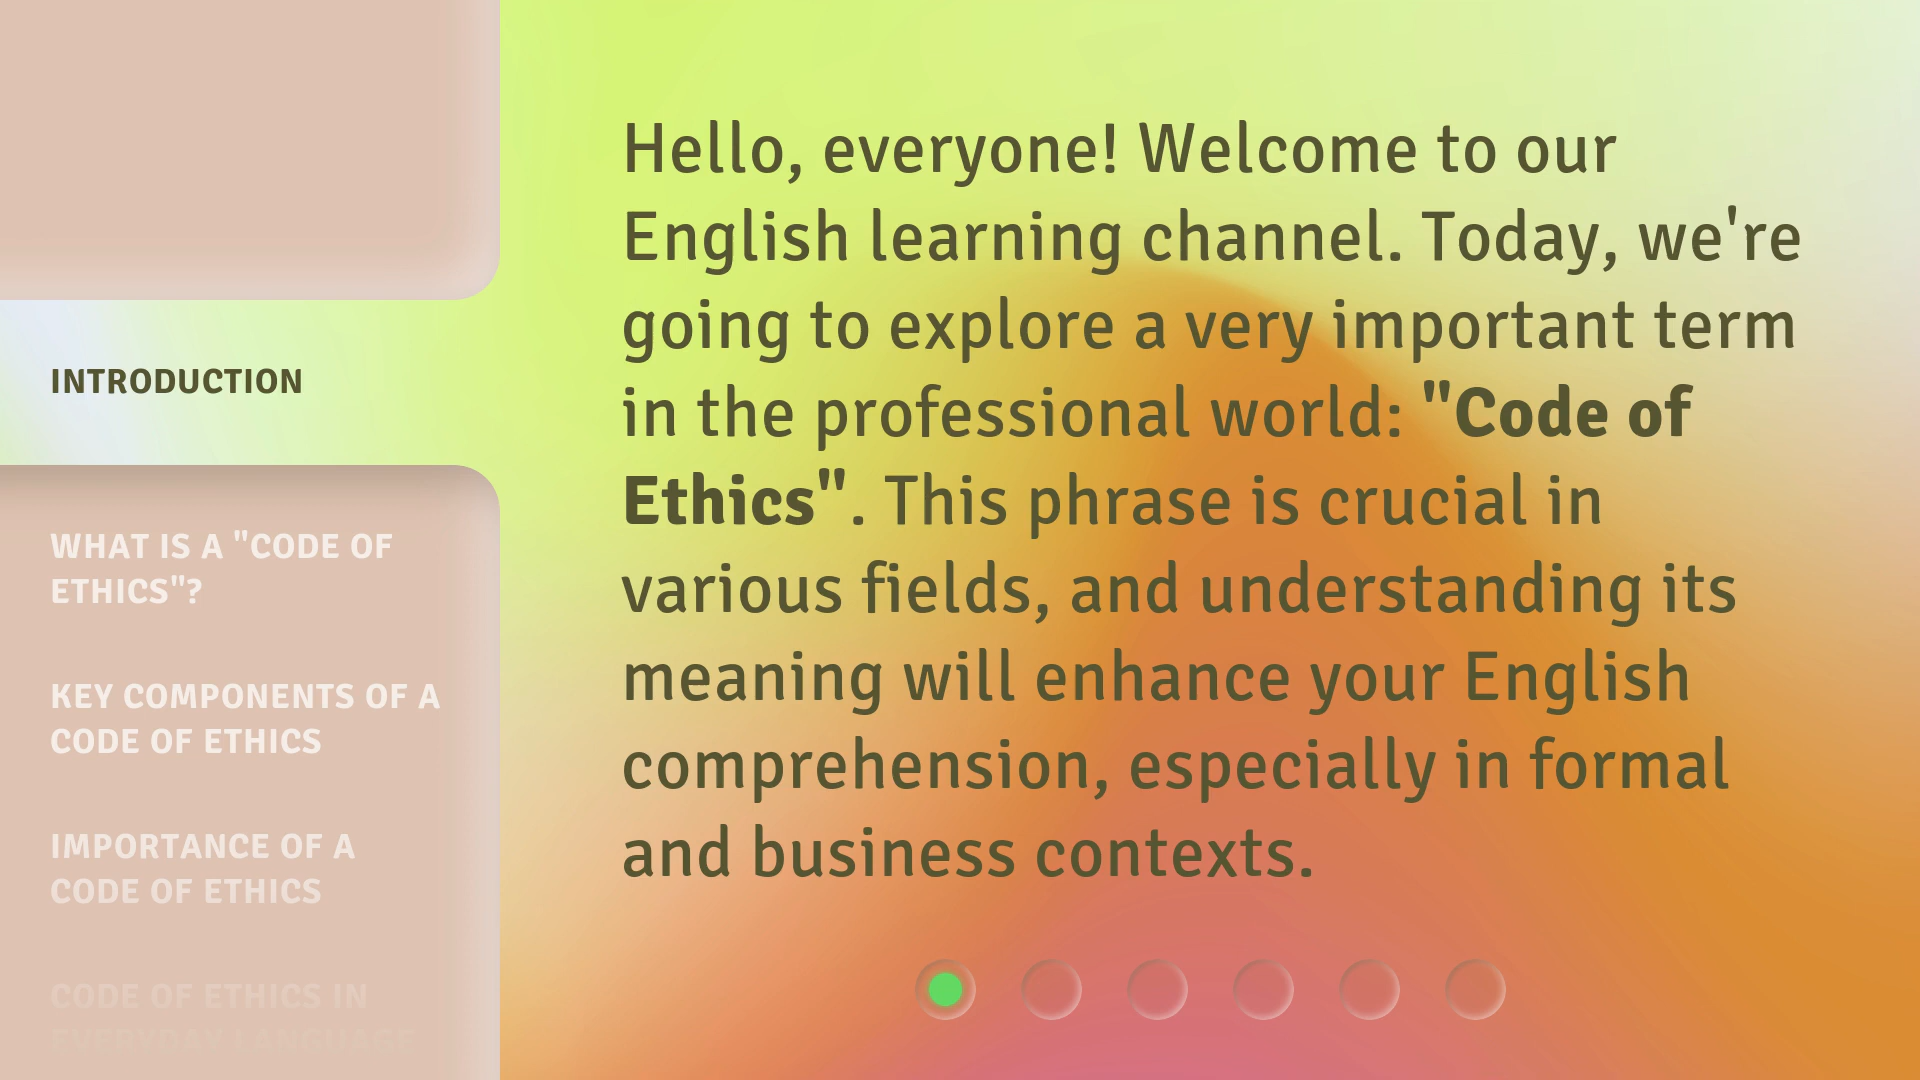 INTRODUCTION
WHAT IS A "CODE OF
ETHICS"?
KEY COMPONENTS OF A
CODE OF ETHICS
IMPORTANCE OF A
CODE OF ETHICS
CODE OF ETHICS IN
EVERYDAY LANGUAGE
Hello, everyone! Welcome to our
English learning channel. Today, we're
going to explore a very important term
in the professional world: "Code of
Ethics". This phrase is crucial in
various fields, and understanding its
meaning will enhance your English
comprehension, especially in formal
and business contexts.